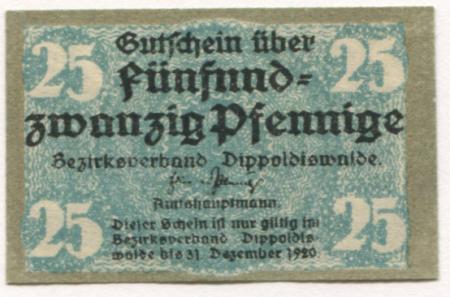 25 Gutschein über 25
Fünfund-
zwanzig Pfennige
Bezirksverband Dippoldiswalde.
Amtshauptmann.
25 Dieser Schein ist nur gültig im 25
Bezirksverband Dippoldis-
walde bis 31 Dezember 1920